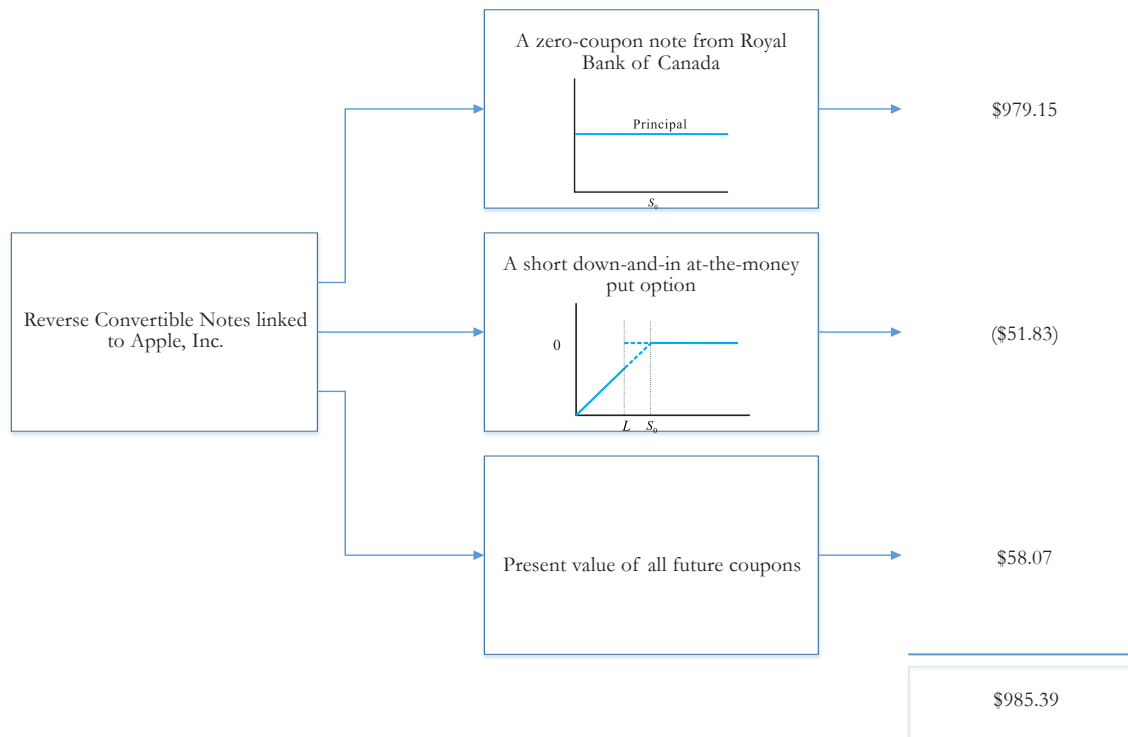 A zero-coupon note from Royal
Bank of Canada
Principal
S₀
$979.15
Reverse Convertible Notes linked
to Apple, Inc.
A short down-and-in at-the-money
put option
0
L S₀
($51.83)
Present value of all future coupons
$58.07
$985.39